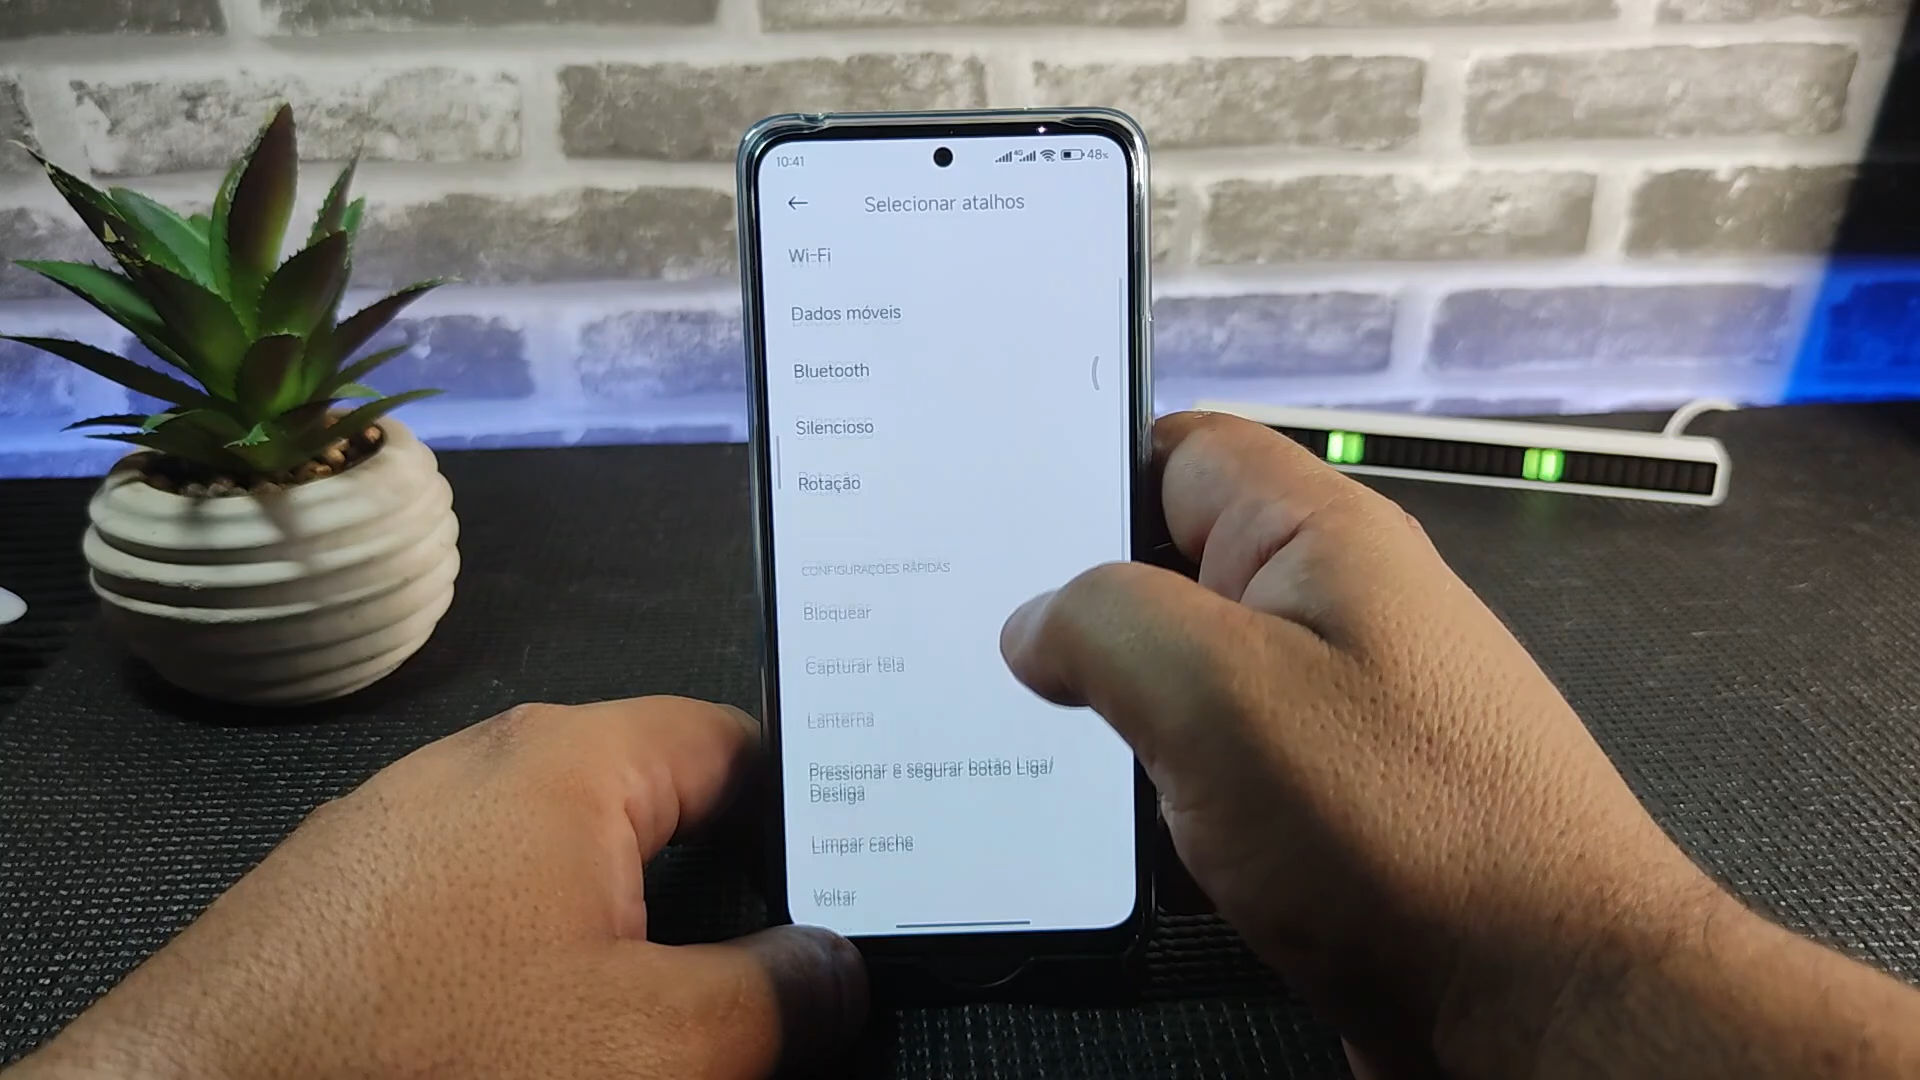 10:41
4G
48%
Selecionar atalhos
Wi-Fi
Dados móveis
Bluetooth
Silencioso
Rotação
CONFIGURAÇÕES RÁPIDAS
Bloquear
Capturar tela
Lanterna
Pressionar e segurar botão Liga/
Desliga
Limpar cache
Voltar